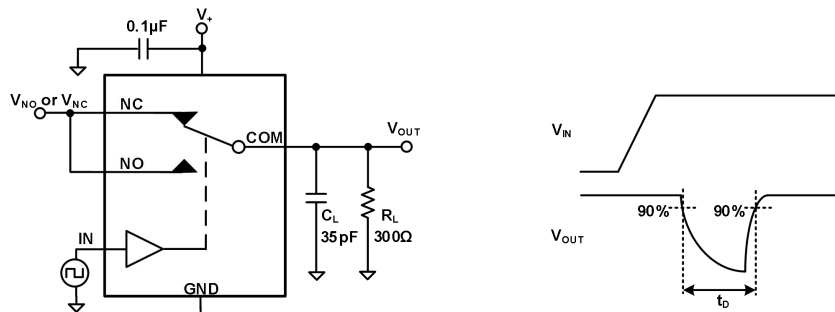 V+
0.1µF
VNO or VNC
NC
COM
VOUT
NO
CL
35pF
RL
300Ω
IN
GND
VIN
90%
90%
VOUT
tD